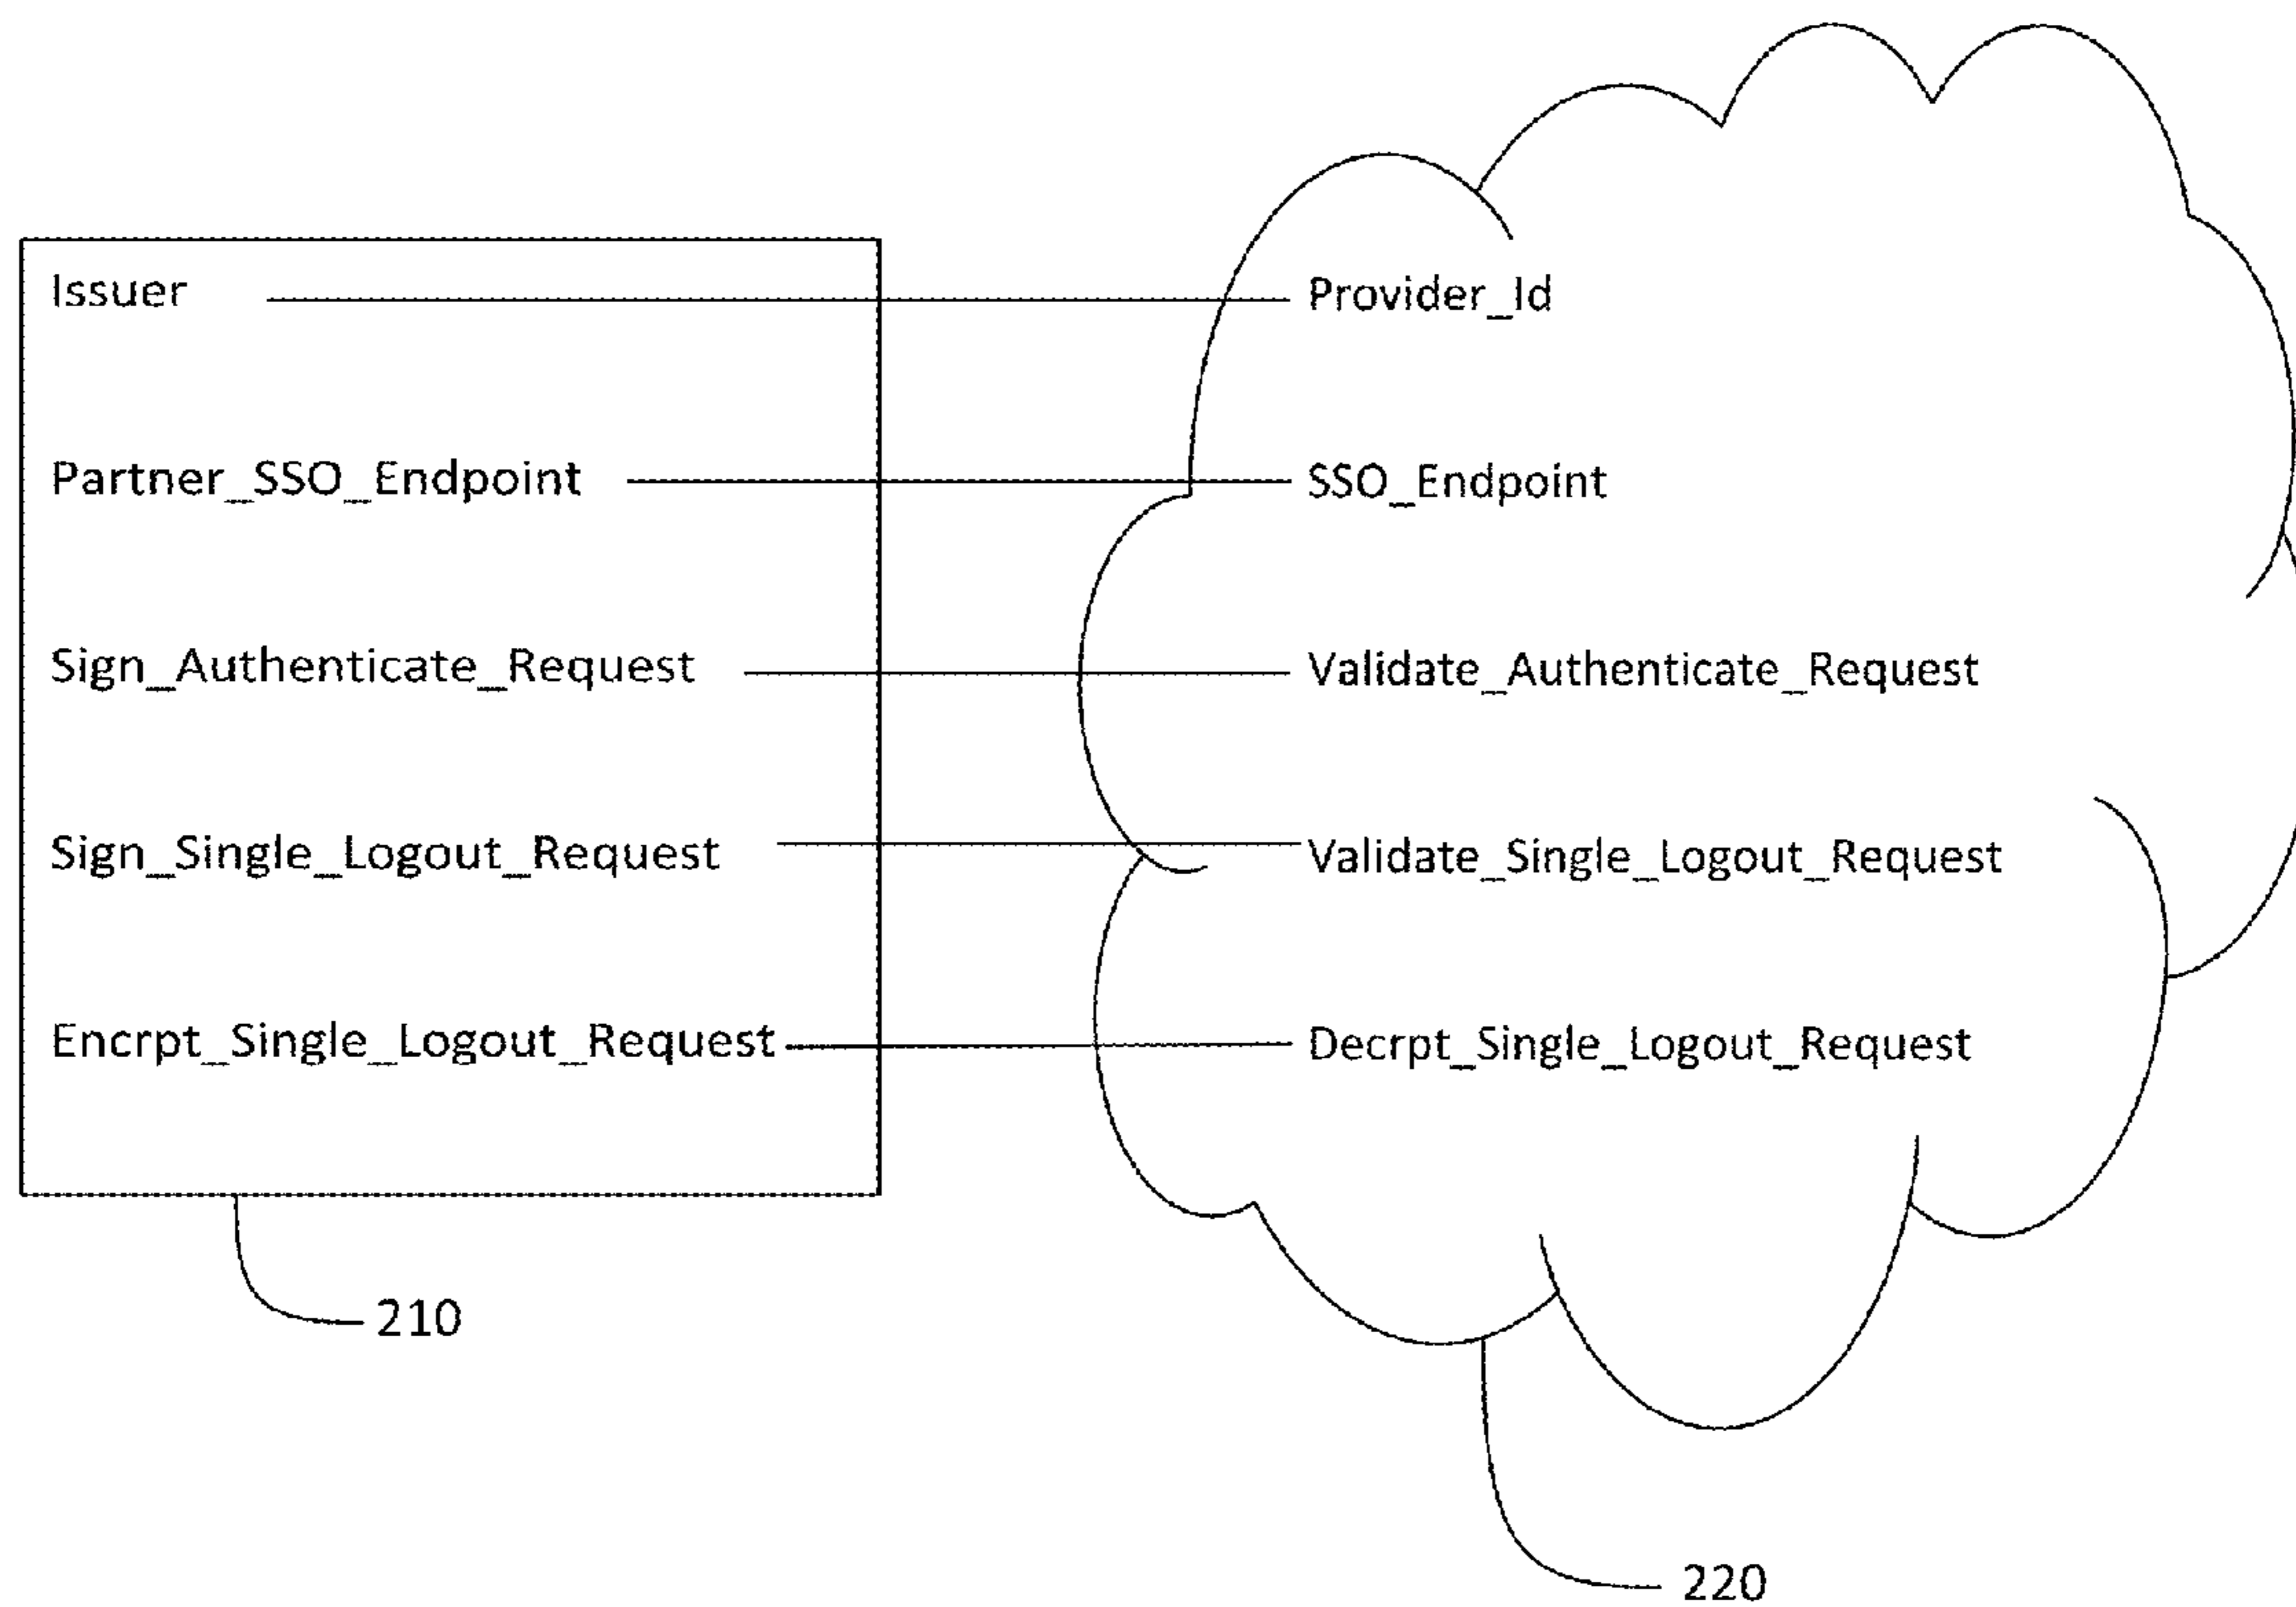 Issuer
Provider_Id
Partner_SSO_Endpoint
SSO_Endpoint
Sign_Authenticate_Request
Validate_Authenticate_Request
Sign_Single_Logout_Request
Validate_Single_Logout_Request
Encrpt_Single_Logout_Request
Decrpt_Single_Logout_Request
210
220